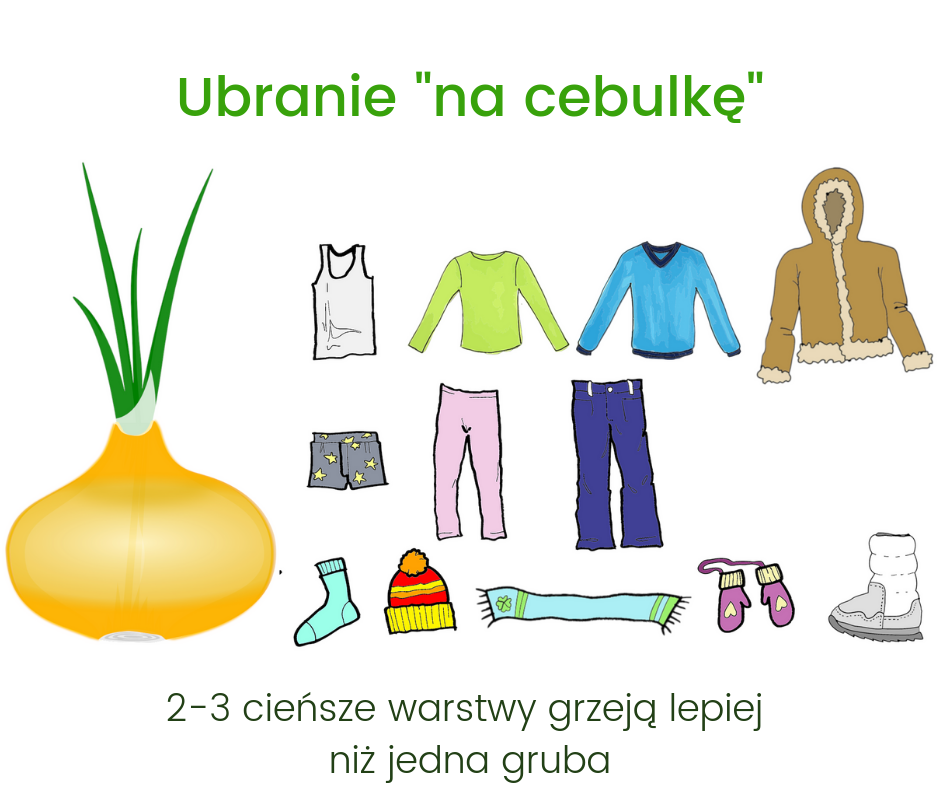 Ubranie "na cebulkę"
2-3 cieńsze warstwy grzeją lepiej
niż jedna gruba